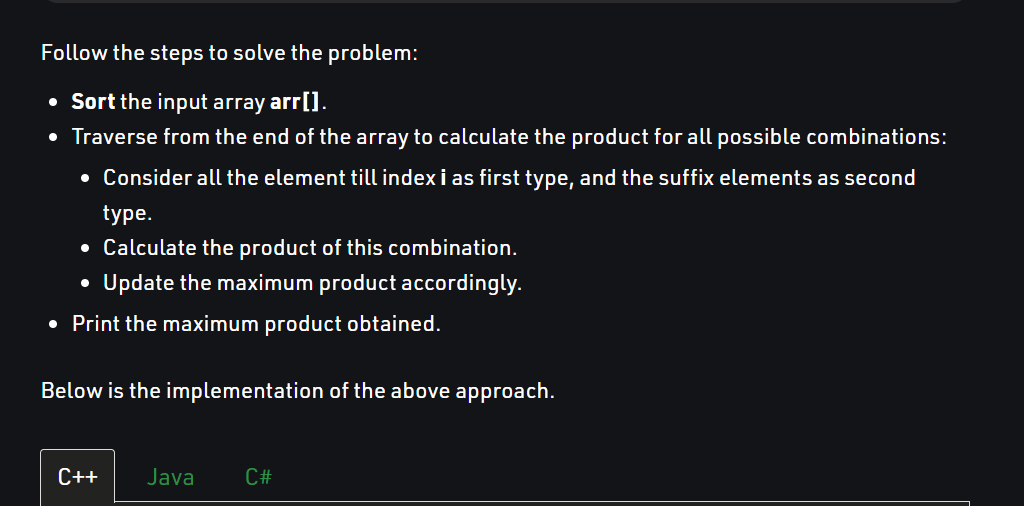 Follow the steps to solve the problem:
Sort the input array arr[].
Traverse from the end of the array to calculate the product for all possible combinations:
Consider all the element till index i as first type, and the suffix elements as second
type.
Calculate the product of this combination.
Update the maximum product accordingly.
Print the maximum product obtained.
Below is the implementation of the above approach.
C++ Java C#